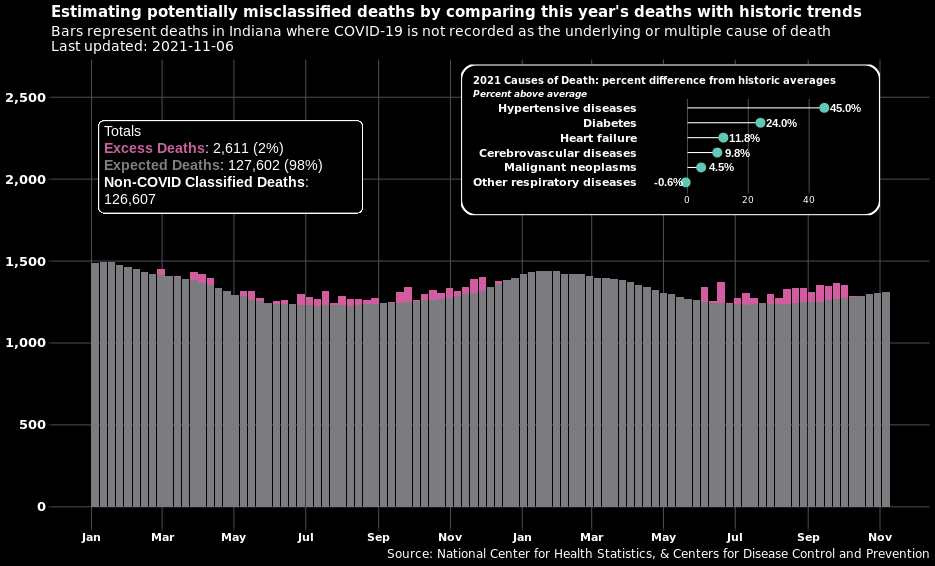 Estimating potentially misclassified deaths by comparing this year's deaths with historic trends
Bars represent deaths in Indiana where COVID-19 is not recorded as the underlying or multiple cause of death
Last updated: 2021-11-06
2021 Causes of Death: percent difference from historic averages
Percent above average
Hypertensive diseases 45.0%
Diabetes 24.0%
Heart failure 11.8%
Cerebrovascular diseases 9.8%
Malignant neoplasms 4.5%
Other respiratory diseases -0.6%
0 20 40
Totals
Excess Deaths: 2,611 (2%)
Expected Deaths: 127,602 (98%)
Non-COVID Classified Deaths:
126,607
2,500
2,000
1,500
1,000
500
0
Jan Mar May Jul Sep Nov Jan Mar May Jul Sep Nov
Source: National Center for Health Statistics, & Centers for Disease Control and Prevention